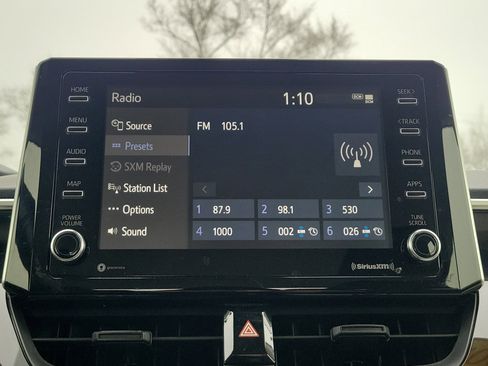 HOME
MENU
AUDIO
MAP
POWER
VOLUME
Radio
1:10
DCM
Source
Presets
SXM Replay
Station List
Options
Sound
FM 105.1
1 87.9
2 98.1
3 530
4 1000
5 002
6 026
SEEK>
<TRACK
PHONE
APPS
TUNE
SCROLL
gracenote
SiriusXM